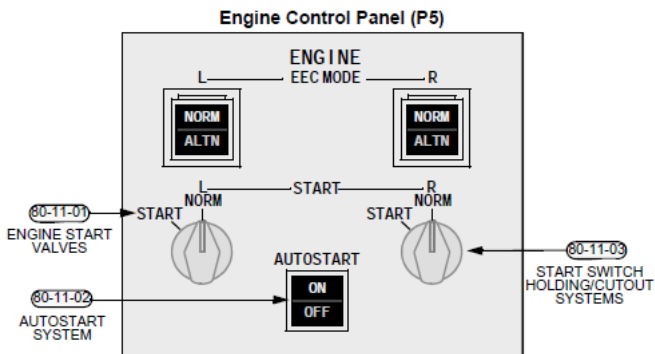 Engine Control Panel (P5)
ENGINE
L EEC MODE R
NORM
ALTN
NORM
ALTN
L START R
NORM
NORM
START
START
80-11-01
ENGINE START
VALVES
80-11-03
START SWITCH
HOLDING/CUTOUT
SYSTEMS
AUTOSTART
ON
OFF
80-11-02
AUTOSTART
SYSTEM